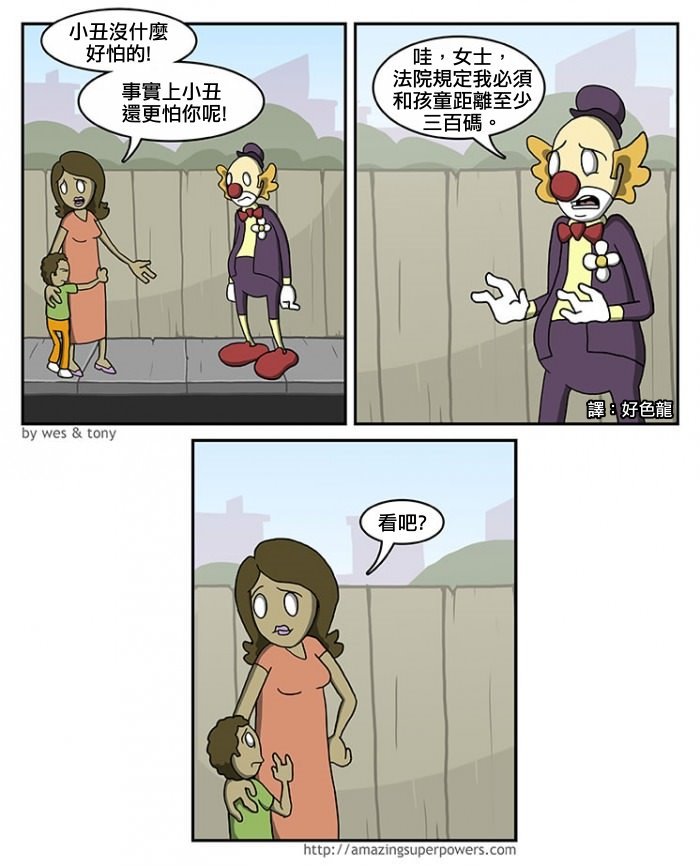 小丑沒什麼
好怕的!
事實上小丑
還更怕你呢!
哇，女士，
法院規定我必須
和孩童距離至少
三百碼。
譯：好色龍
by wes & tony
看吧?
http://amazingsuperpowers.com